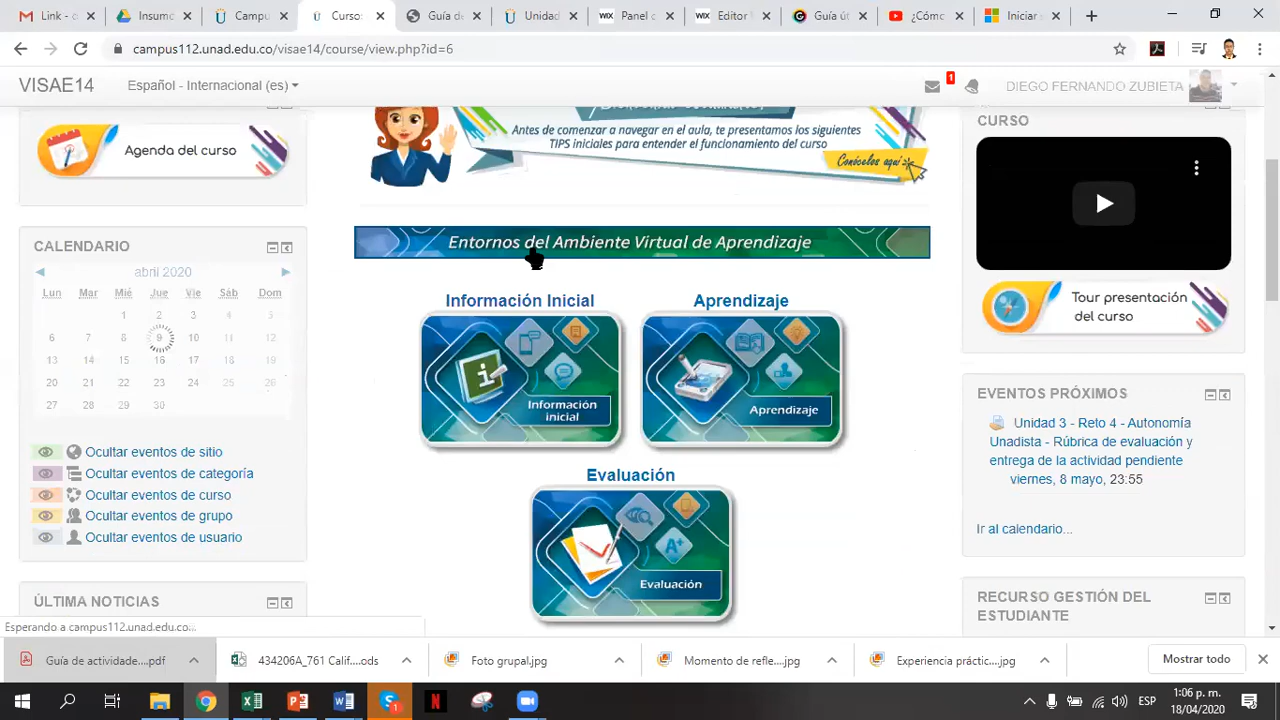 Link - c
Insumo
Campu
Curso:
Guía de
Unidad
WIX
Panel c
WIX
Editor
Guía út
¿Cómo
Iniciar s
campus112.unad.edu.co/visae14/course/view.php?id=6
VISAE14
Español - Internacional (es)
1
DIEGO FERNANDO ZUBIETA
Agenda del curso
Antes de comenzar a navegar en el aula, te presentamos los siguientes
TIPS iniciales para entender el funcionamiento del curso
Conócelos aquí
CURSO
Tour presentación
del curso
CALENDARIO
abril 2020
Lun Mar Mié Jue Vie Sáb Dom
1 2 3 4 5
6 7 8 9 10 11 12
13 14 15 16 17 18 19
20 21 22 23 24 25 26
27 28 29 30
Ocultar eventos de sitio
Ocultar eventos de categoría
Ocultar eventos de curso
Ocultar eventos de grupo
Ocultar eventos de usuario
ÚLTIMA NOTICIAS
Entornos del Ambiente Virtual de Aprendizaje
Información Inicial
Aprendizaje
Información
inicial
Aprendizaje
Evaluación
A+
Evaluación
EVENTOS PRÓXIMOS
Unidad 3 - Reto 4 - Autonomía
Unadista - Rúbrica de evaluación y
entrega de la actividad pendiente
viernes, 8 mayo, 23:55
Ir al calendario...
RECURSO GESTIÓN DEL
ESTUDIANTE
Esperando a campus112.unad.edu.co...
Guía de actividade....pdf
434206A_761 Calif....ods
Foto grupal.jpg
Momento de refle....jpg
Experiencia práctic....jpg
Mostrar todo
1
ESP
1:06 p. m.
18/04/2020